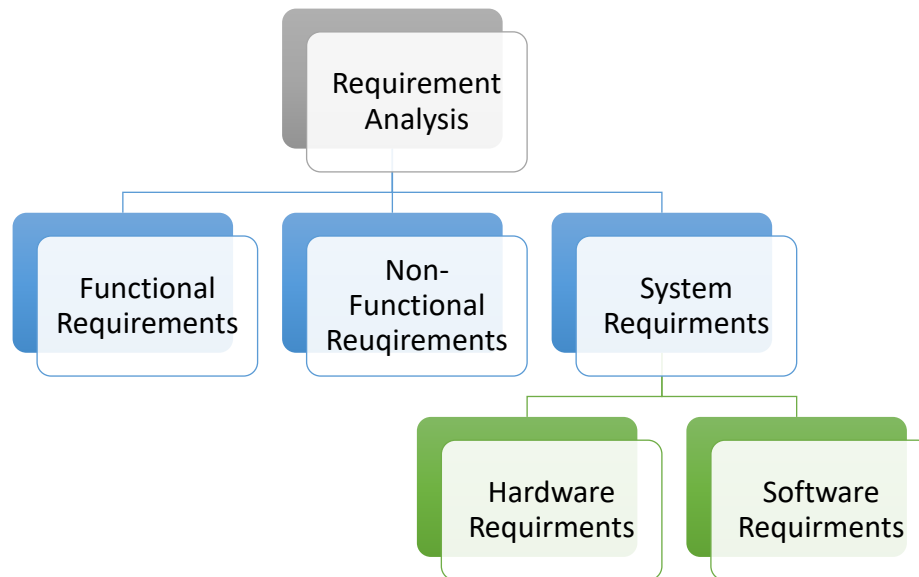 Requirement
Analysis
Functional
Requirements
Non-
Functional
Reuqirements
System
Requirments
Hardware
Requirments
Software
Requirments